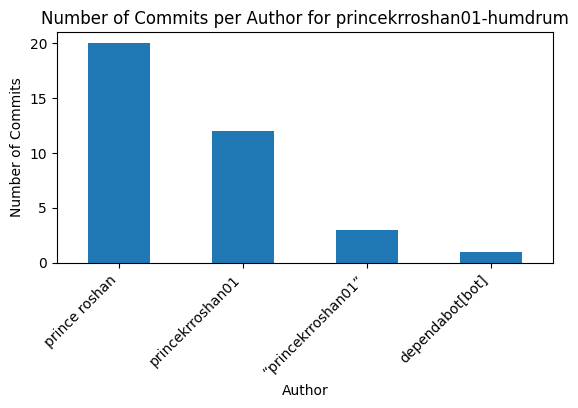 Number of Commits per Author for princekrroshan01-humdrum
Number of Commits
20
15
10
5
0
prince roshan
princekrroshan01
“princekrroshan01“
dependabot[bot]
Author